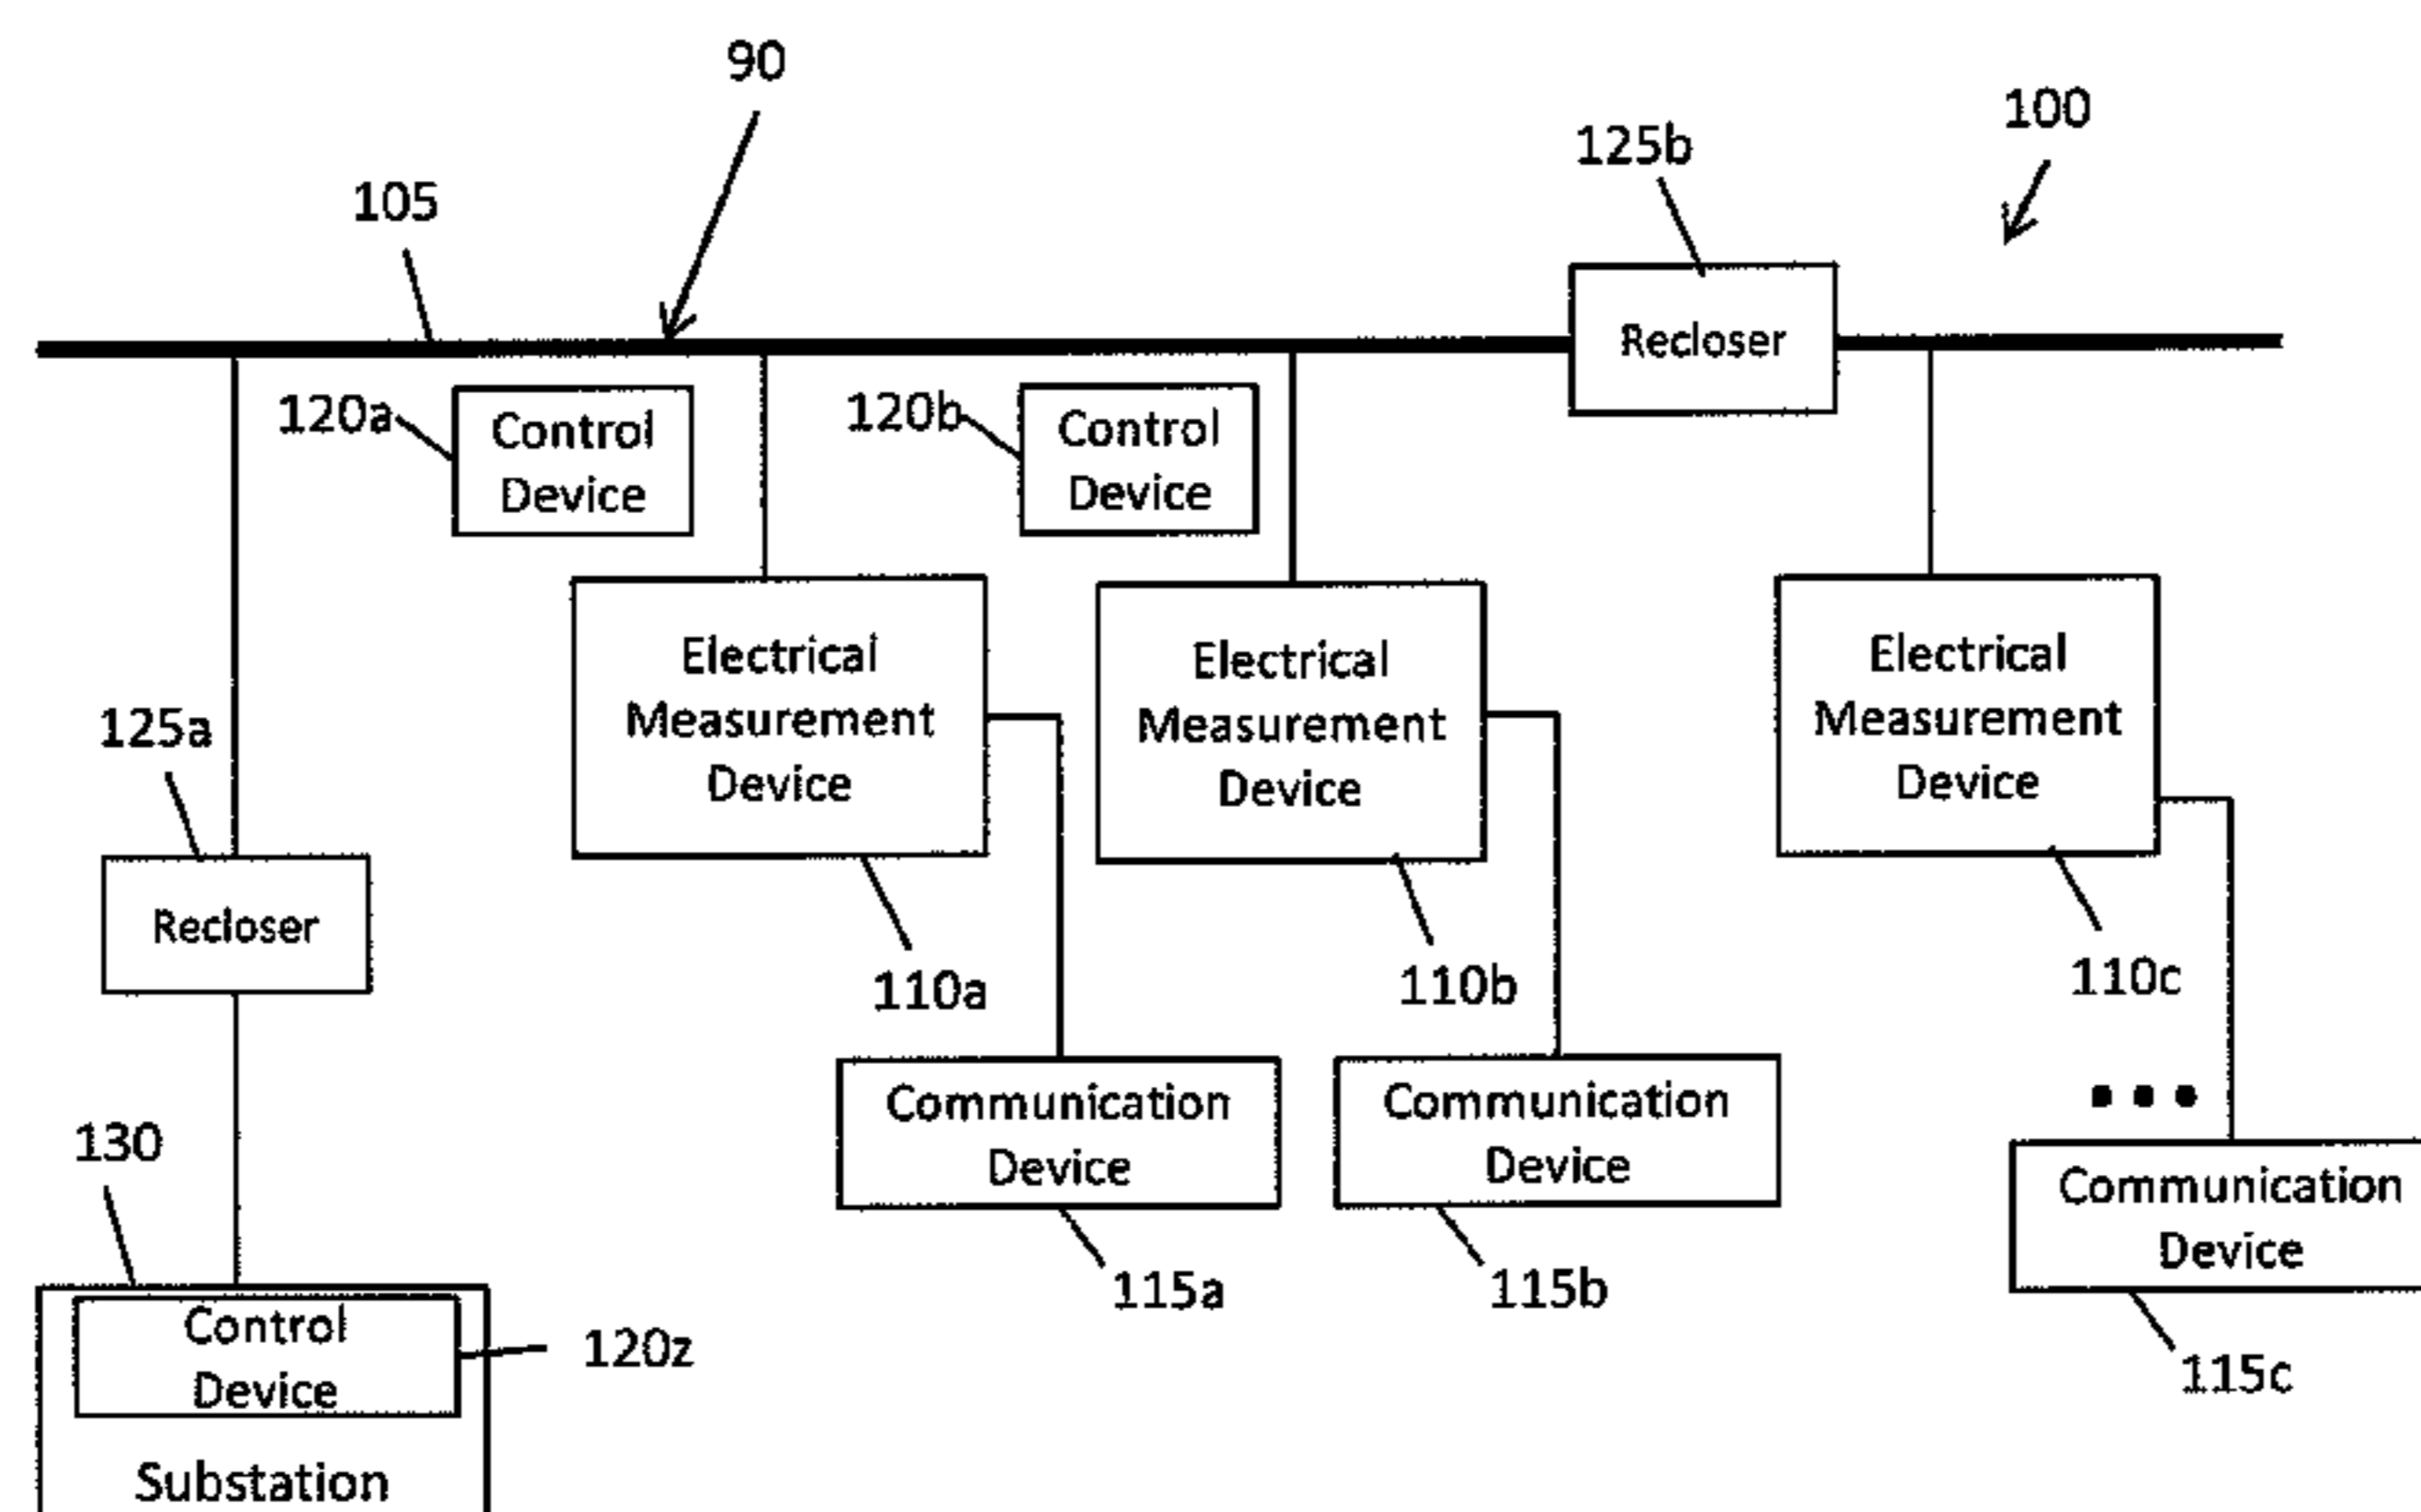 90
100
125b
105
Recloser
120a
Control
Device
120b
Control
Device
Electrical
Measurement
Device
Electrical
Measurement
Device
Electrical
Measurement
Device
125a
Recloser
110a
110b
110c
Communication
Device
Communication
Device
Communication
Device
130
115a
115b
115c
Control
Device
120z
Substation